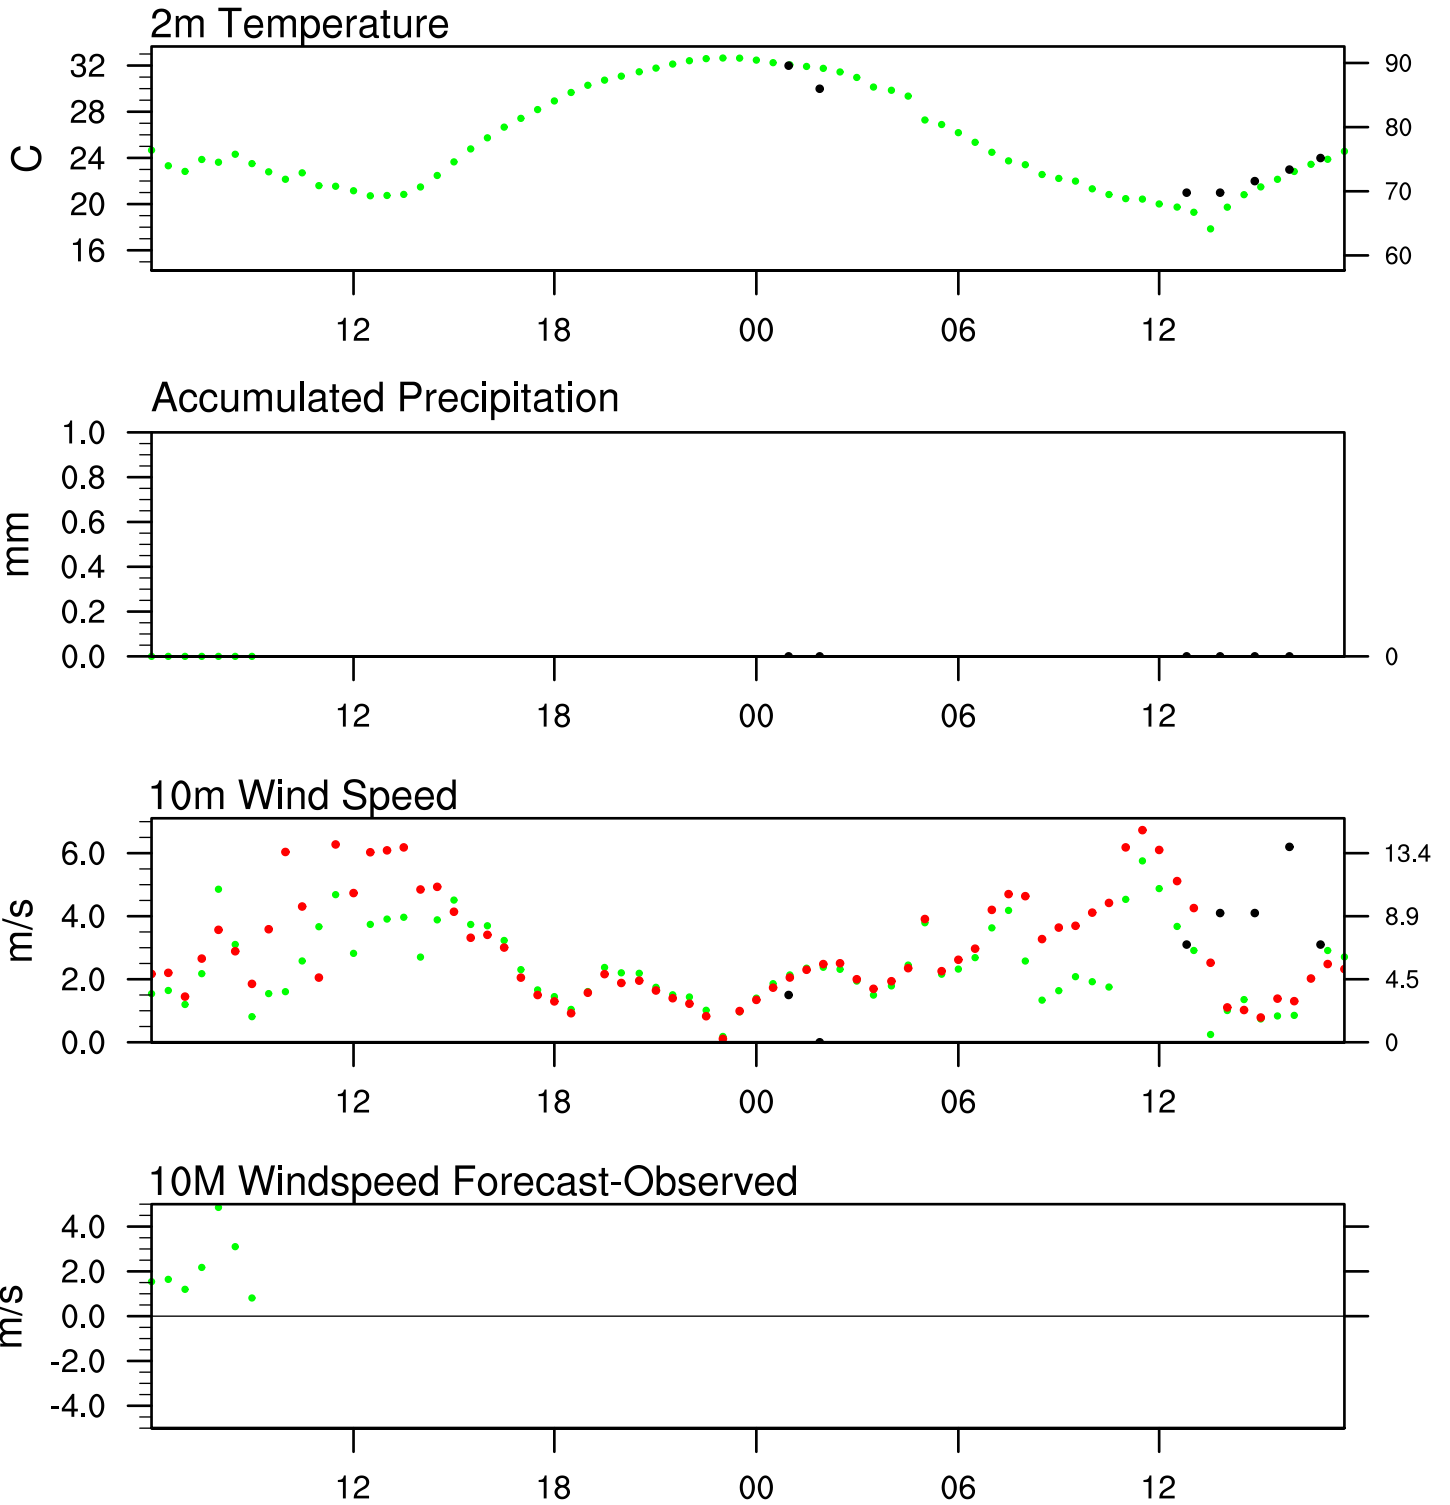 2m Temperature
32
28
24
20
16
C
90
80
70
60
12 18 00 06 12
Accumulated Precipitation
1.0
0.8
0.6
0.4
0.2
0.0
mm
0
12 18 00 06 12
10m Wind Speed
6.0
4.0
2.0
0.0
m/s
13.4
8.9
4.5
0
12 18 00 06 12
10M Windspeed Forecast-Observed
4.0
2.0
0.0
-2.0
-4.0
m/s
12 18 00 06 12